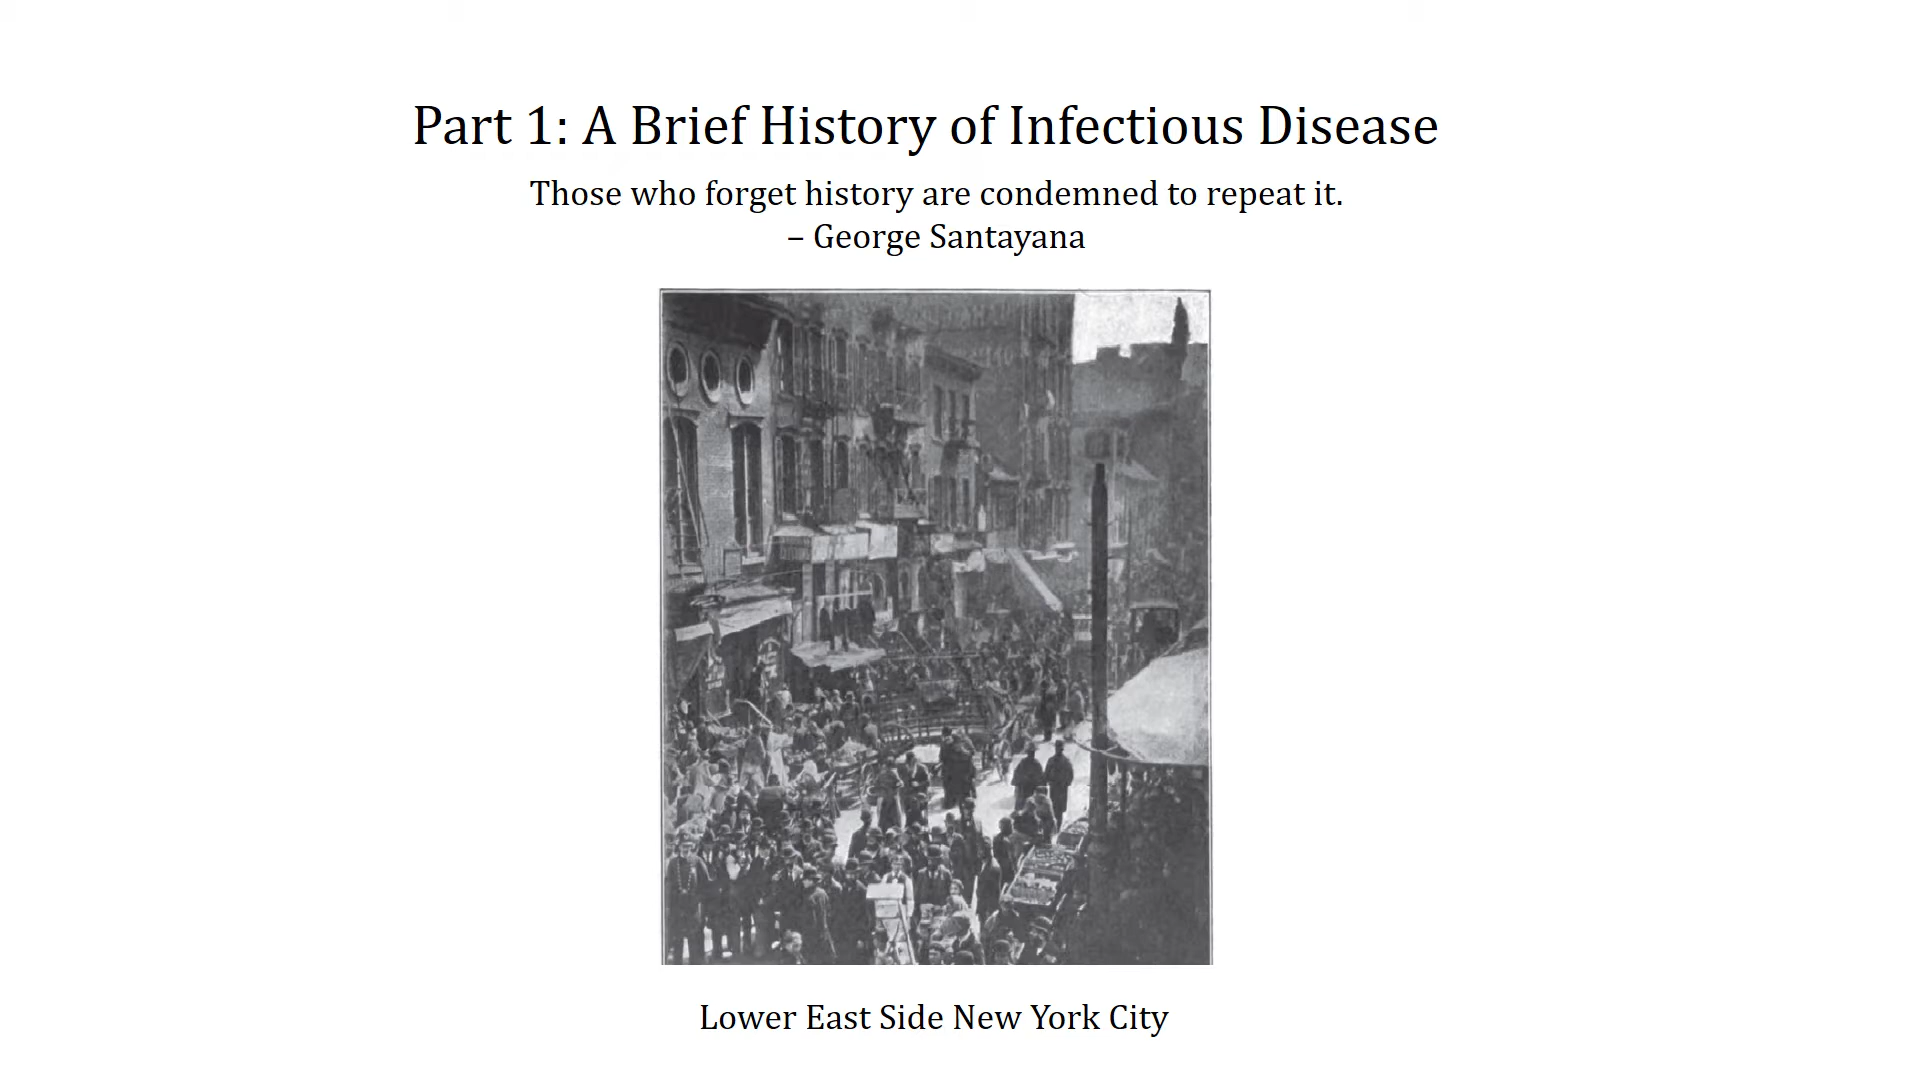 Part 1: A Brief History of Infectious Disease
Those who forget history are condemned to repeat it.
– George Santayana
Lower East Side New York City